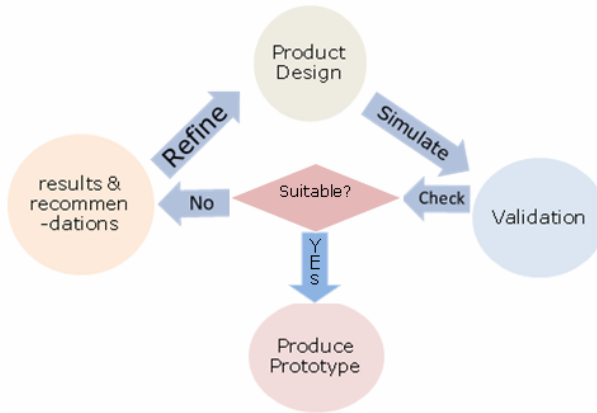 Product
Design
Refine
Simulate
results &
recommen
-dations
No
Suitable?
Check
Validation
YES
Produce
Prototype